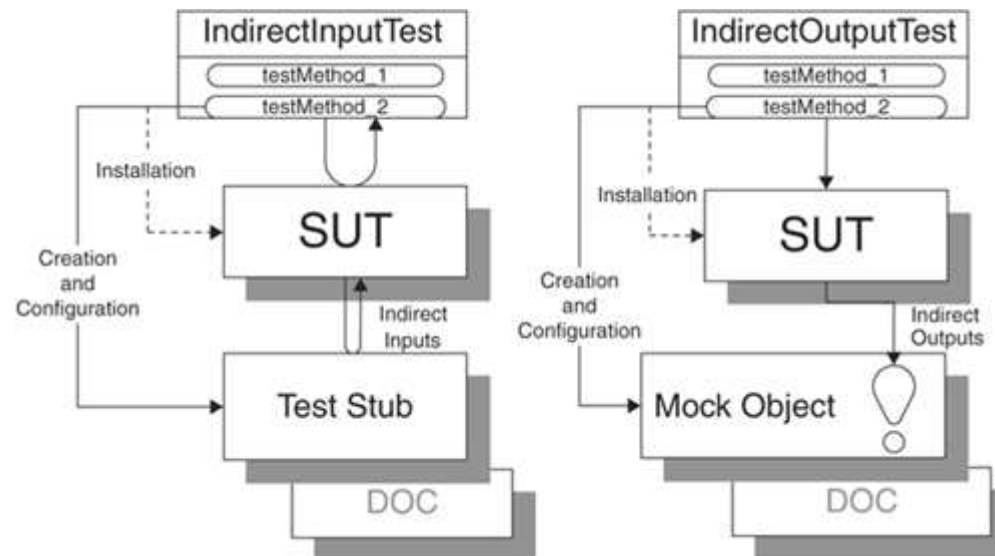 IndirectInputTest
testMethod_1
testMethod_2
Installation
SUT
Creation
and
Configuration
Indirect
Inputs
Test Stub
DOC
IndirectOutputTest
testMethod_1
testMethod_2
Installation
SUT
Creation
and
Configuration
Indirect
Outputs
Mock Object
DOC